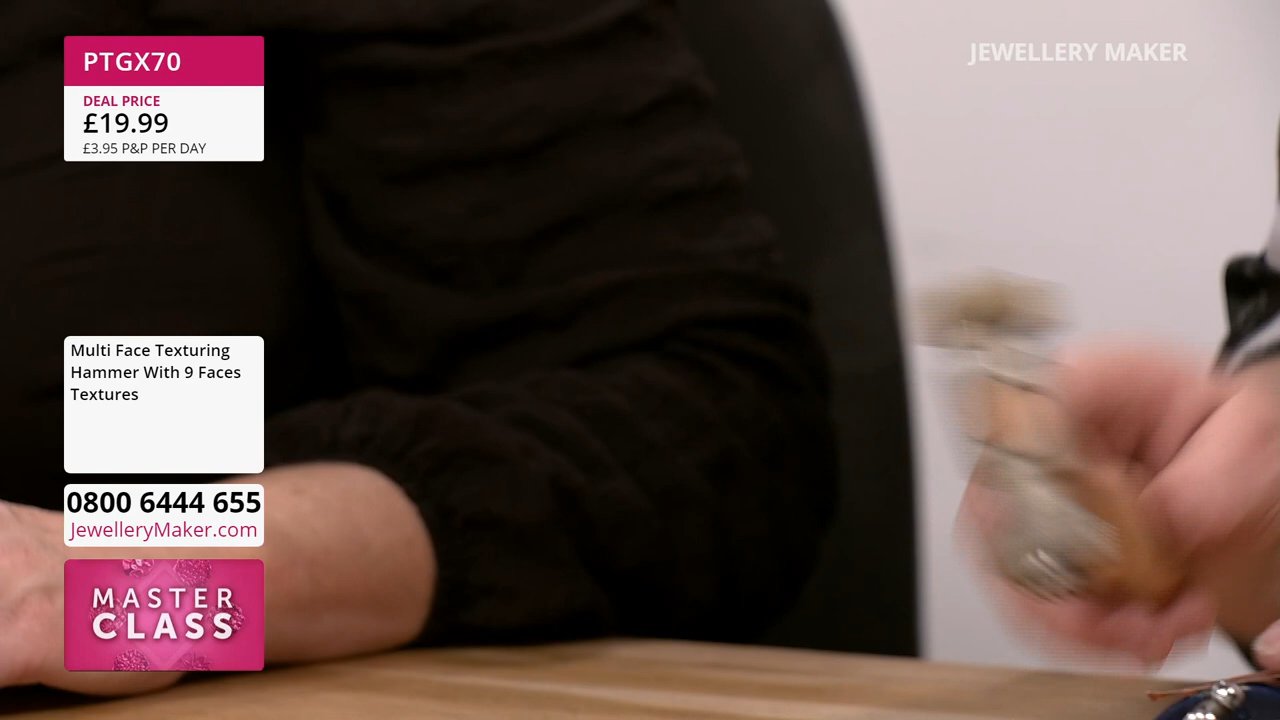 PTGX70
DEAL PRICE
£19.99
£3.95 P&P PER DAY
JEWELLERY MAKER
Multi Face Texturing
Hammer With 9 Faces
Textures
0800 6444 655
JewelleryMaker.com
MASTER
CLASS